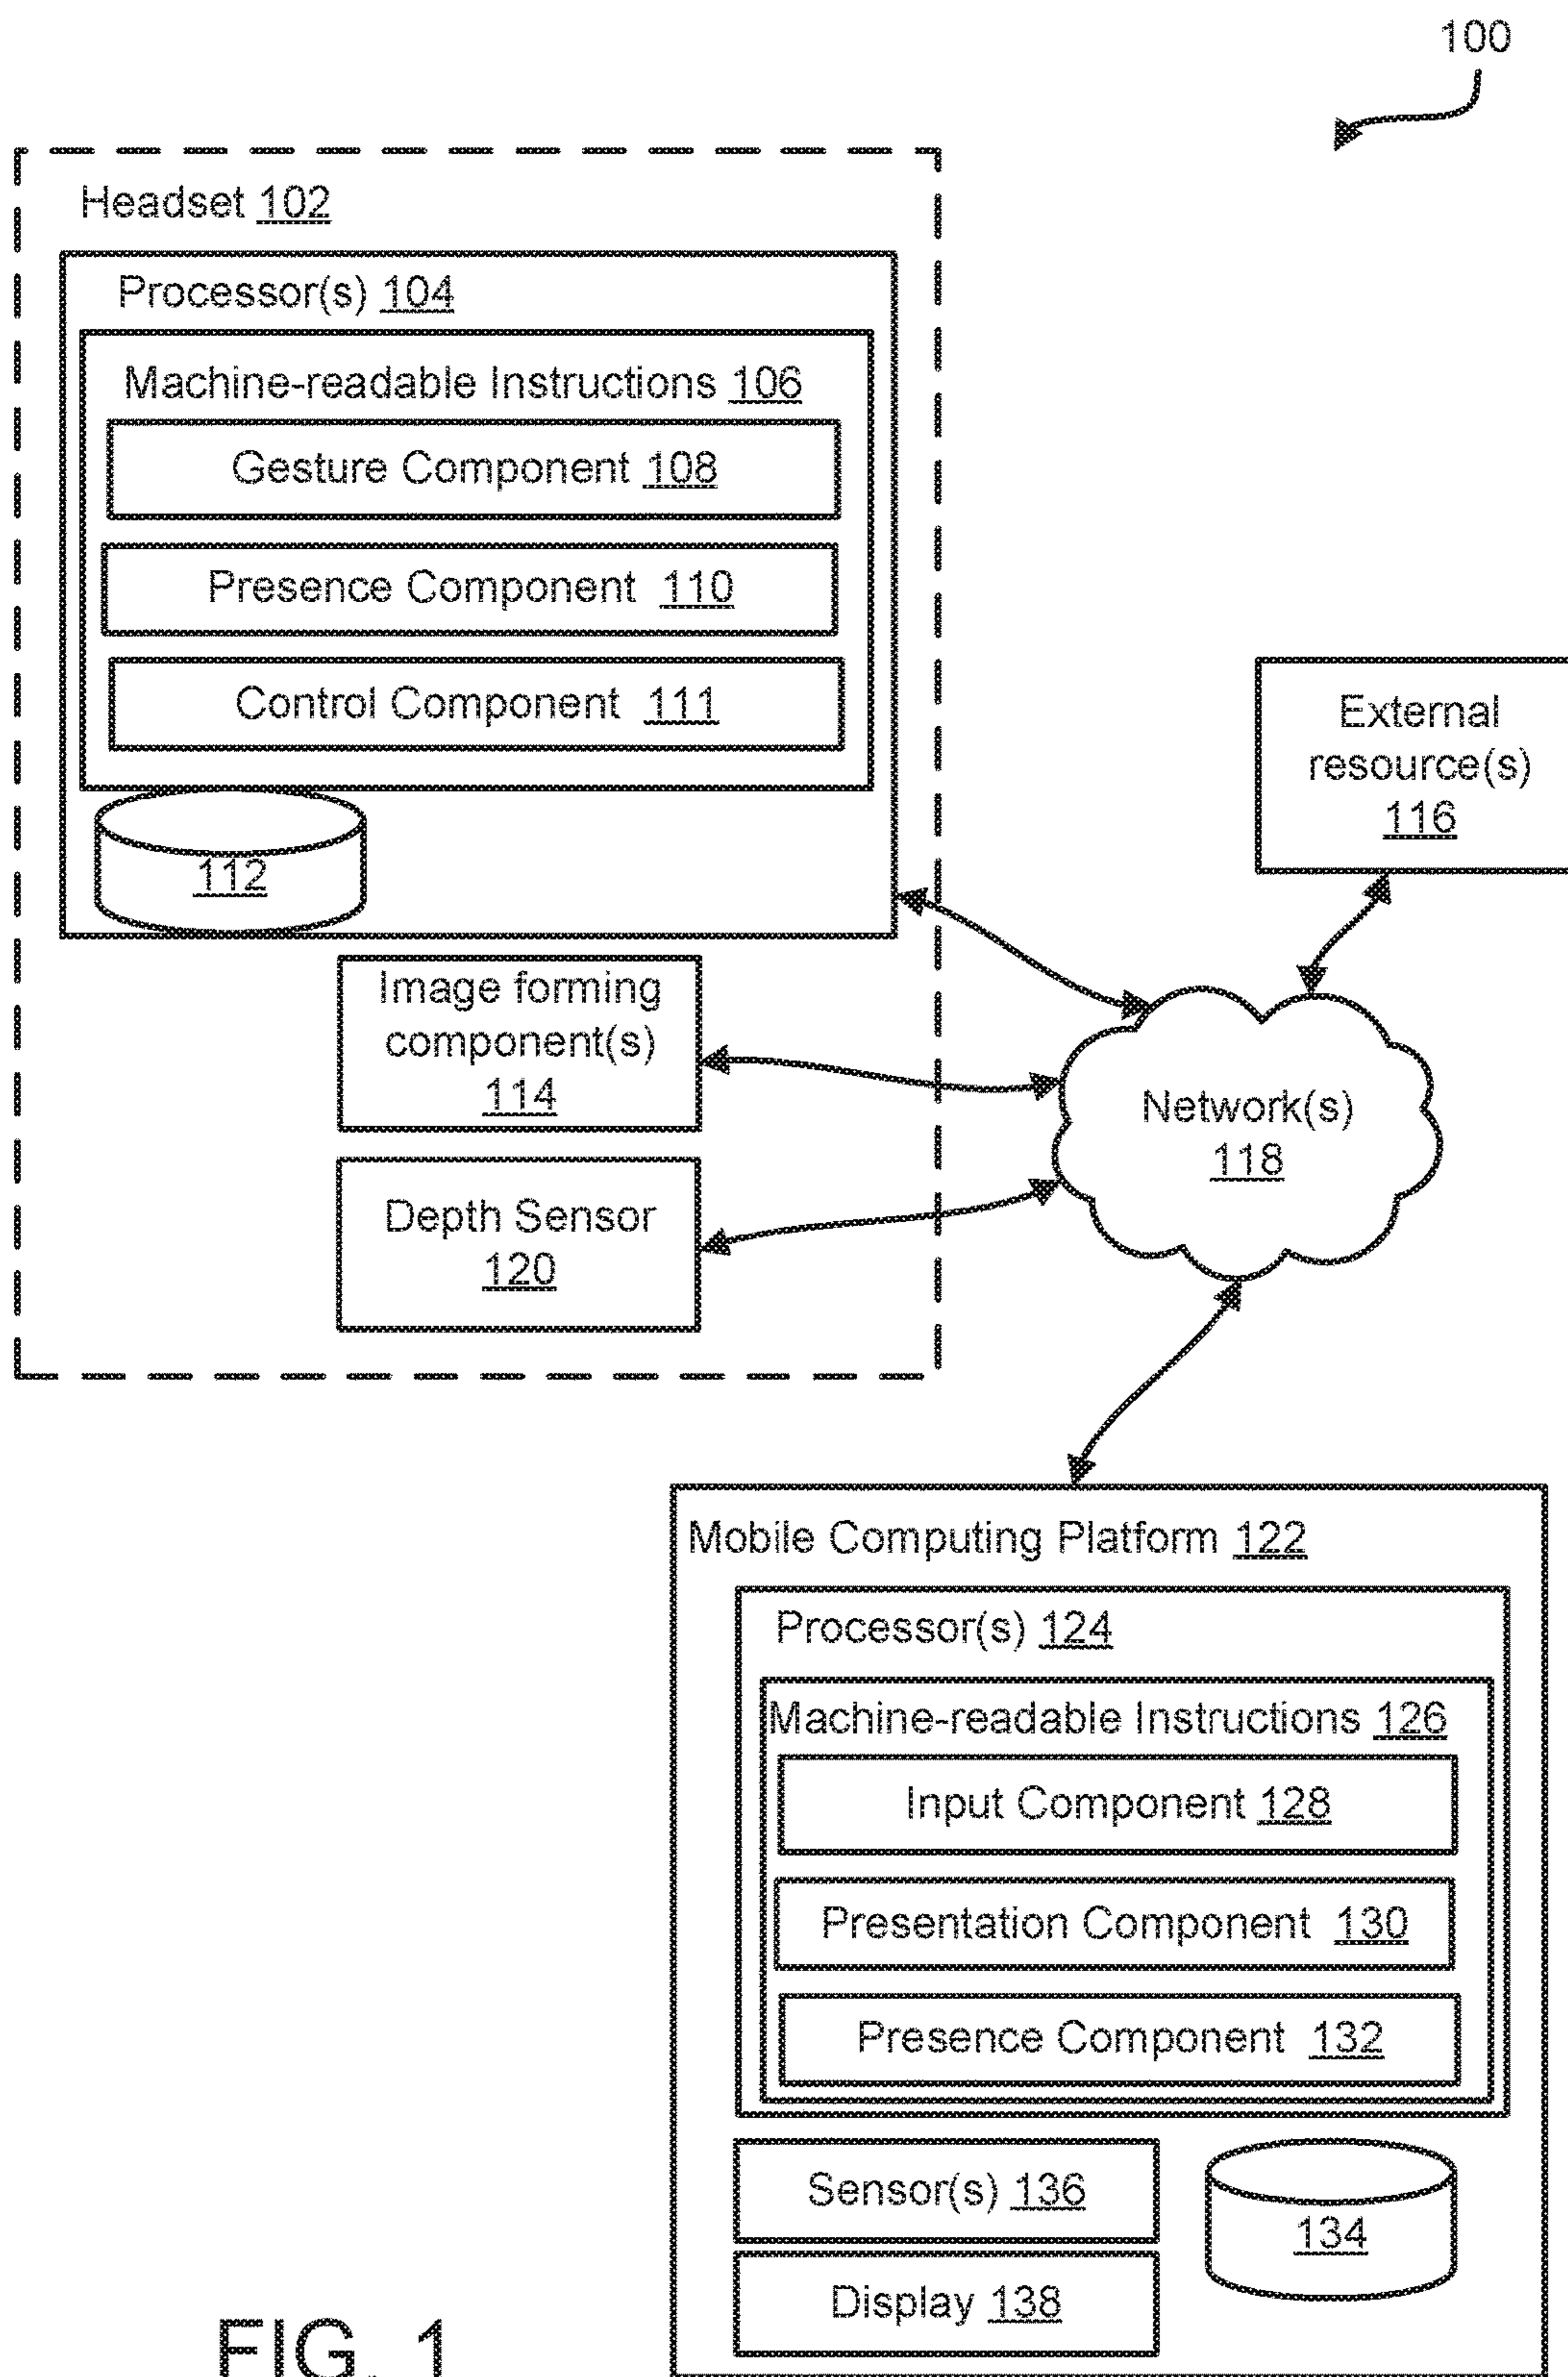 100
Headset 102
Processor(s) 104
Machine-readable Instructions 106
Gesture Component 108
Presence Component 110
Control Component 111
112
Image forming
component(s)
114
Depth Sensor
120
External
resource(s)
116
Network(s)
118
Mobile Computing Platform 122
Processor(s) 124
Machine-readable Instructions 126
Input Component 128
Presentation Component 130
Presence Component 132
Sensor(s) 136
134
Display 138
FIG. 1